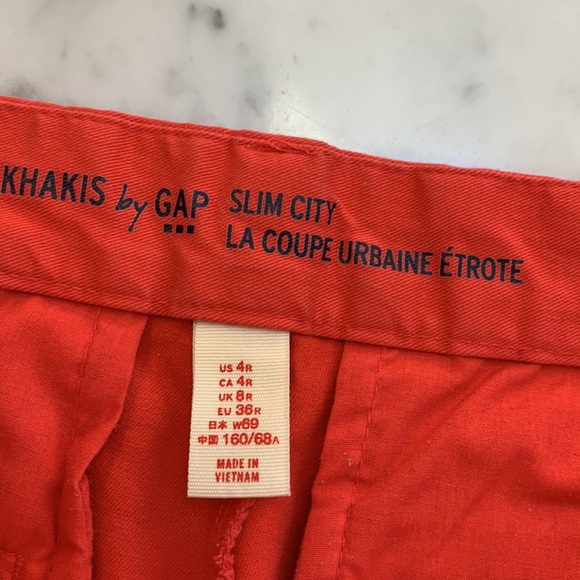 KHAKIS by GAP
SLIM CITY
LA COUPE URBAINE ÉTROTE
US 4R
CA 4R
UK 8R
EU 36R
日本 W69
中国 160/68A
MADE IN
VIETNAM